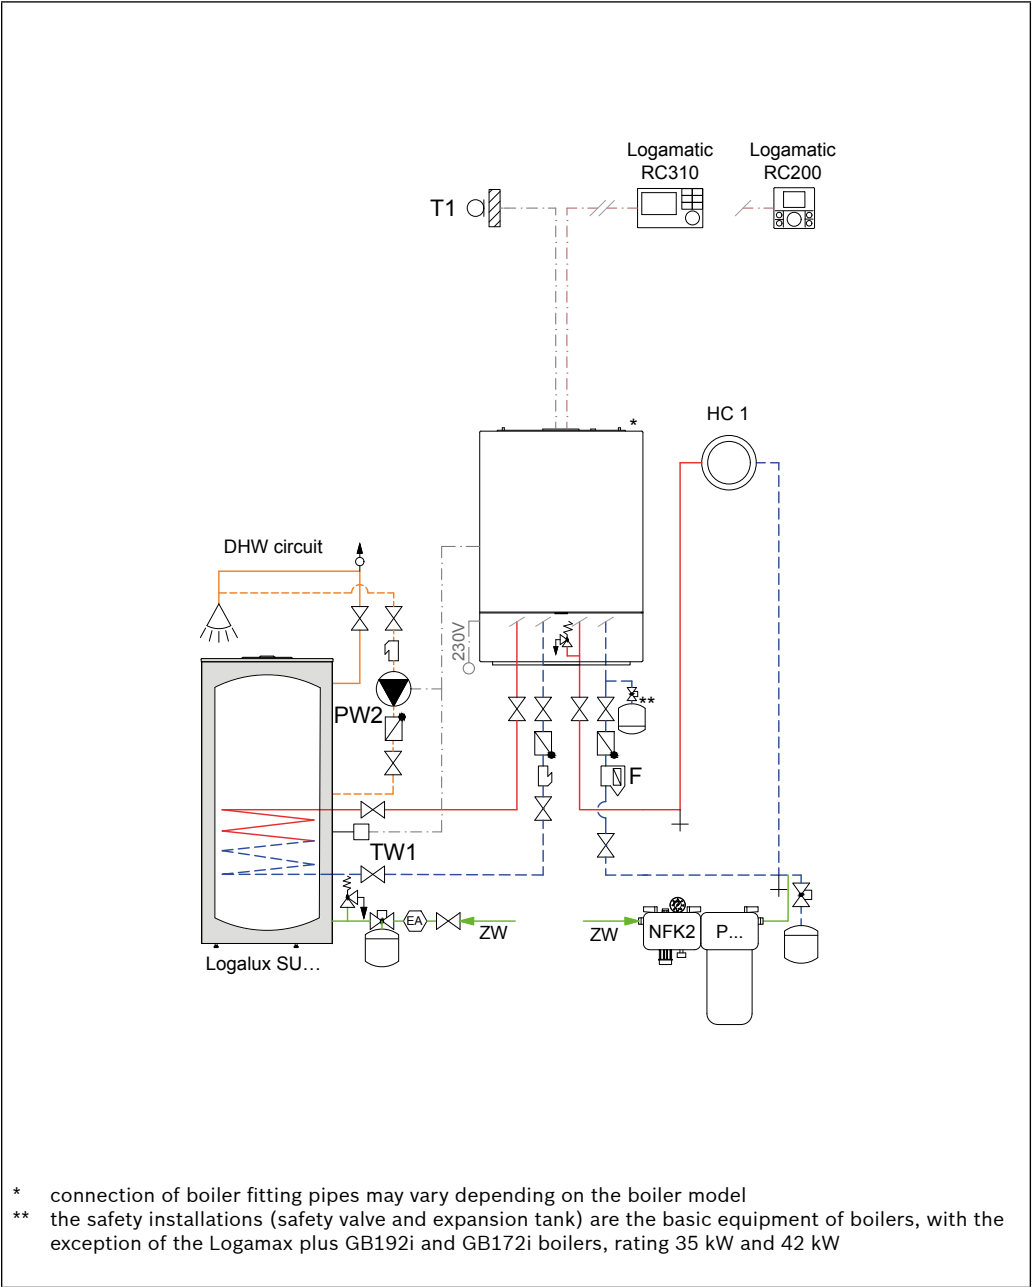 Logamatic
RC310
Logamatic
RC200
T1
*
HC 1
DHW circuit
230V
**
PW2
F
TW1
EA
ZW
ZW
NFK2
P...
Logalux SU...
* connection of boiler fitting pipes may vary depending on the boiler model
** the safety installations (safety valve and expansion tank) are the basic equipment of boilers, with the
exception of the Logamax plus GB192i and GB172i boilers, rating 35 kW and 42 kW